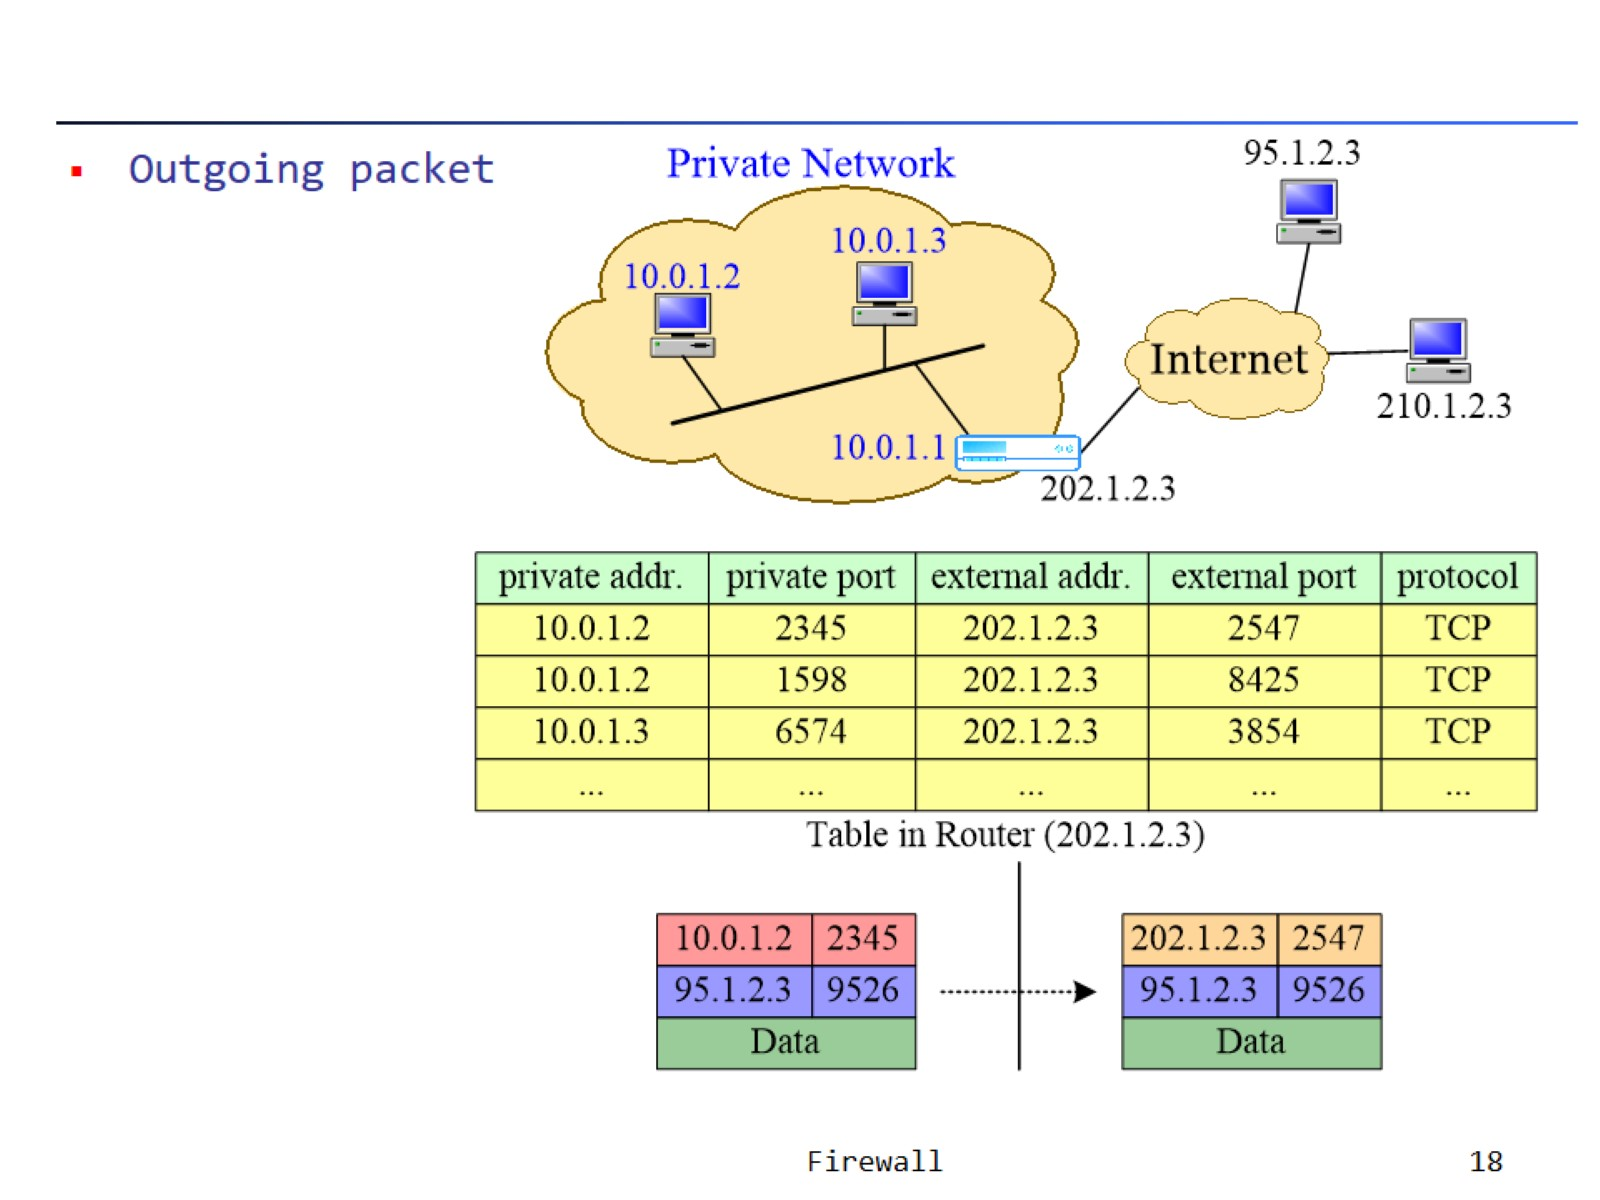 ▪ Outgoing packet
Private Network
95.1.2.3
10.0.1.3
10.0.1.2
Internet
210.1.2.3
10.0.1.1
202.1.2.3
private addr. private port external addr. external port protocol
10.0.1.2 2345 202.1.2.3 2547 TCP
10.0.1.2 1598 202.1.2.3 8425 TCP
10.0.1.3 6574 202.1.2.3 3854 TCP
... ... ... ... ...
Table in Router (202.1.2.3)
10.0.1.2 2345 202.1.2.3 2547
95.1.2.3 9526 95.1.2.3 9526
Data Data
Firewall 18